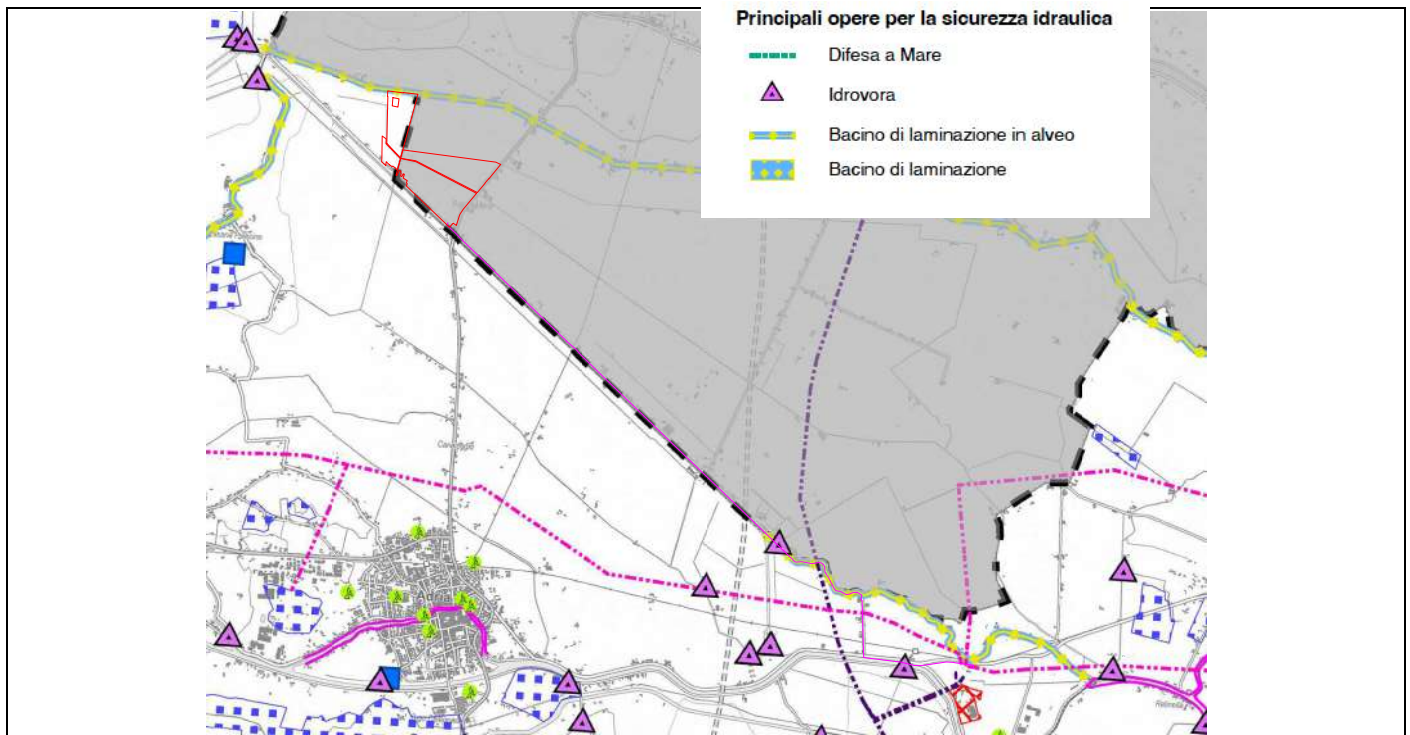 Principali opere per la sicurezza idraulica
Difesa a Mare
Idrovora
Bacino di laminazione in alveo
Bacino di laminazione